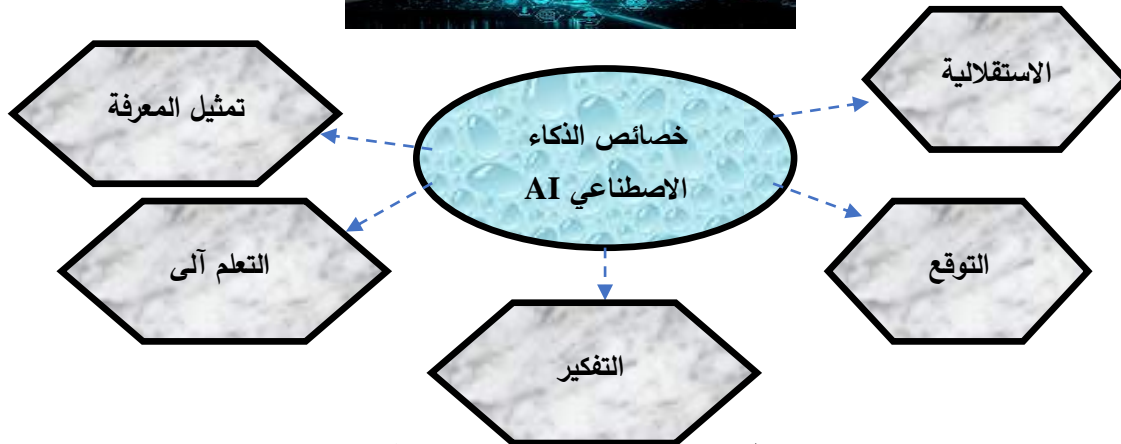 الاستقلالية
تمثيل المعرفة
خصائص الذكاء
الاصطناعي AI
التوقع
التعلم آلى
التفكير